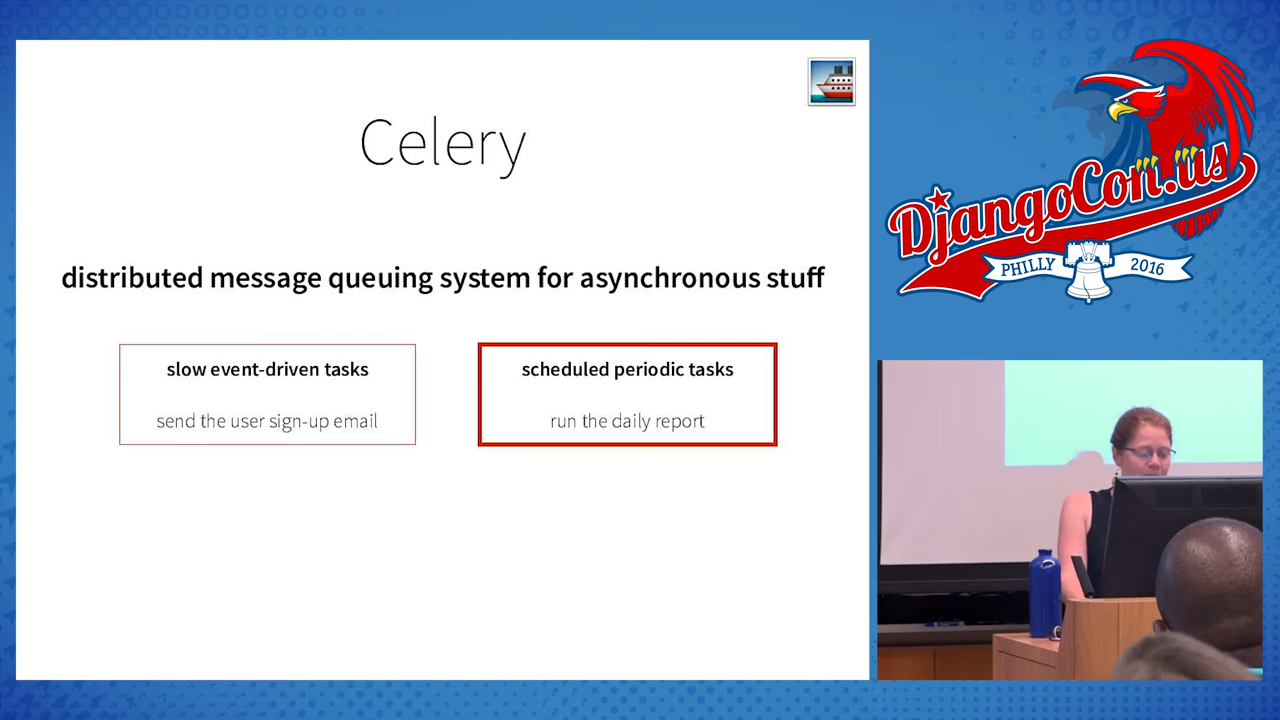 Celery
distributed message queuing system for asynchronous stuff
slow event-driven tasks
send the user sign-up email
scheduled periodic tasks
run the daily report
DjangoCon.us
PHILLY 2016